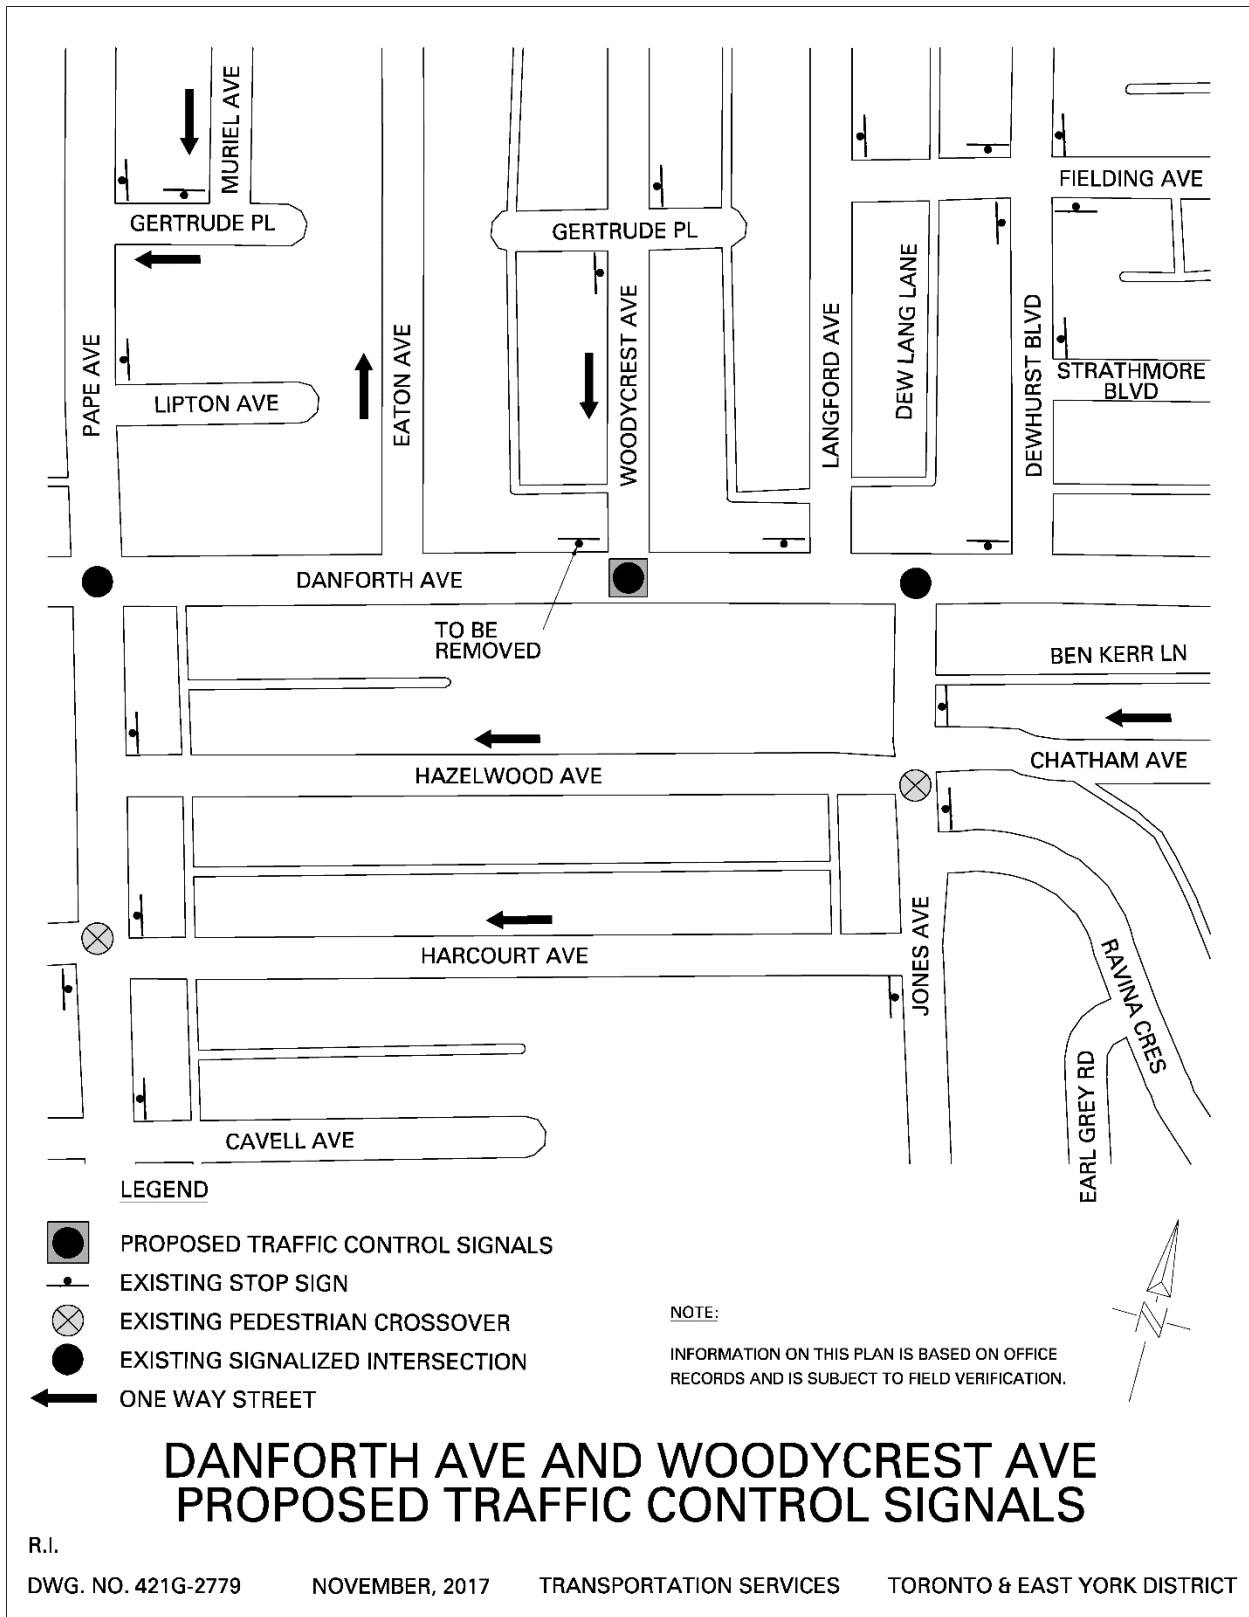 MURIEL AVE
FIELDING AVE
GERTRUDE PL
GERTRUDE PL
PAPE AVE
EATON AVE
WOODYCREST AVE
LANGFORD AVE
DEW LANG LANE
DEWHURST BLVD
STRATHMORE
BLVD
LIPTON AVE
DANFORTH AVE
TO BE
REMOVED
BEN KERR LN
CHATHAM AVE
HAZELWOOD AVE
HARCOURT AVE
JONES AVE
RAVINA CRES
EARL GREY RD
CAVELL AVE
LEGEND
PROPOSED TRAFFIC CONTROL SIGNALS
EXISTING STOP SIGN
EXISTING PEDESTRIAN CROSSOVER
EXISTING SIGNALIZED INTERSECTION
ONE WAY STREET
NOTE:
INFORMATION ON THIS PLAN IS BASED ON OFFICE
RECORDS AND IS SUBJECT TO FIELD VERIFICATION.
N
DANFORTH AVE AND WOODYCREST AVE
PROPOSED TRAFFIC CONTROL SIGNALS
R.I.
DWG. NO. 421G-2779 NOVEMBER, 2017 TRANSPORTATION SERVICES TORONTO & EAST YORK DISTRICT